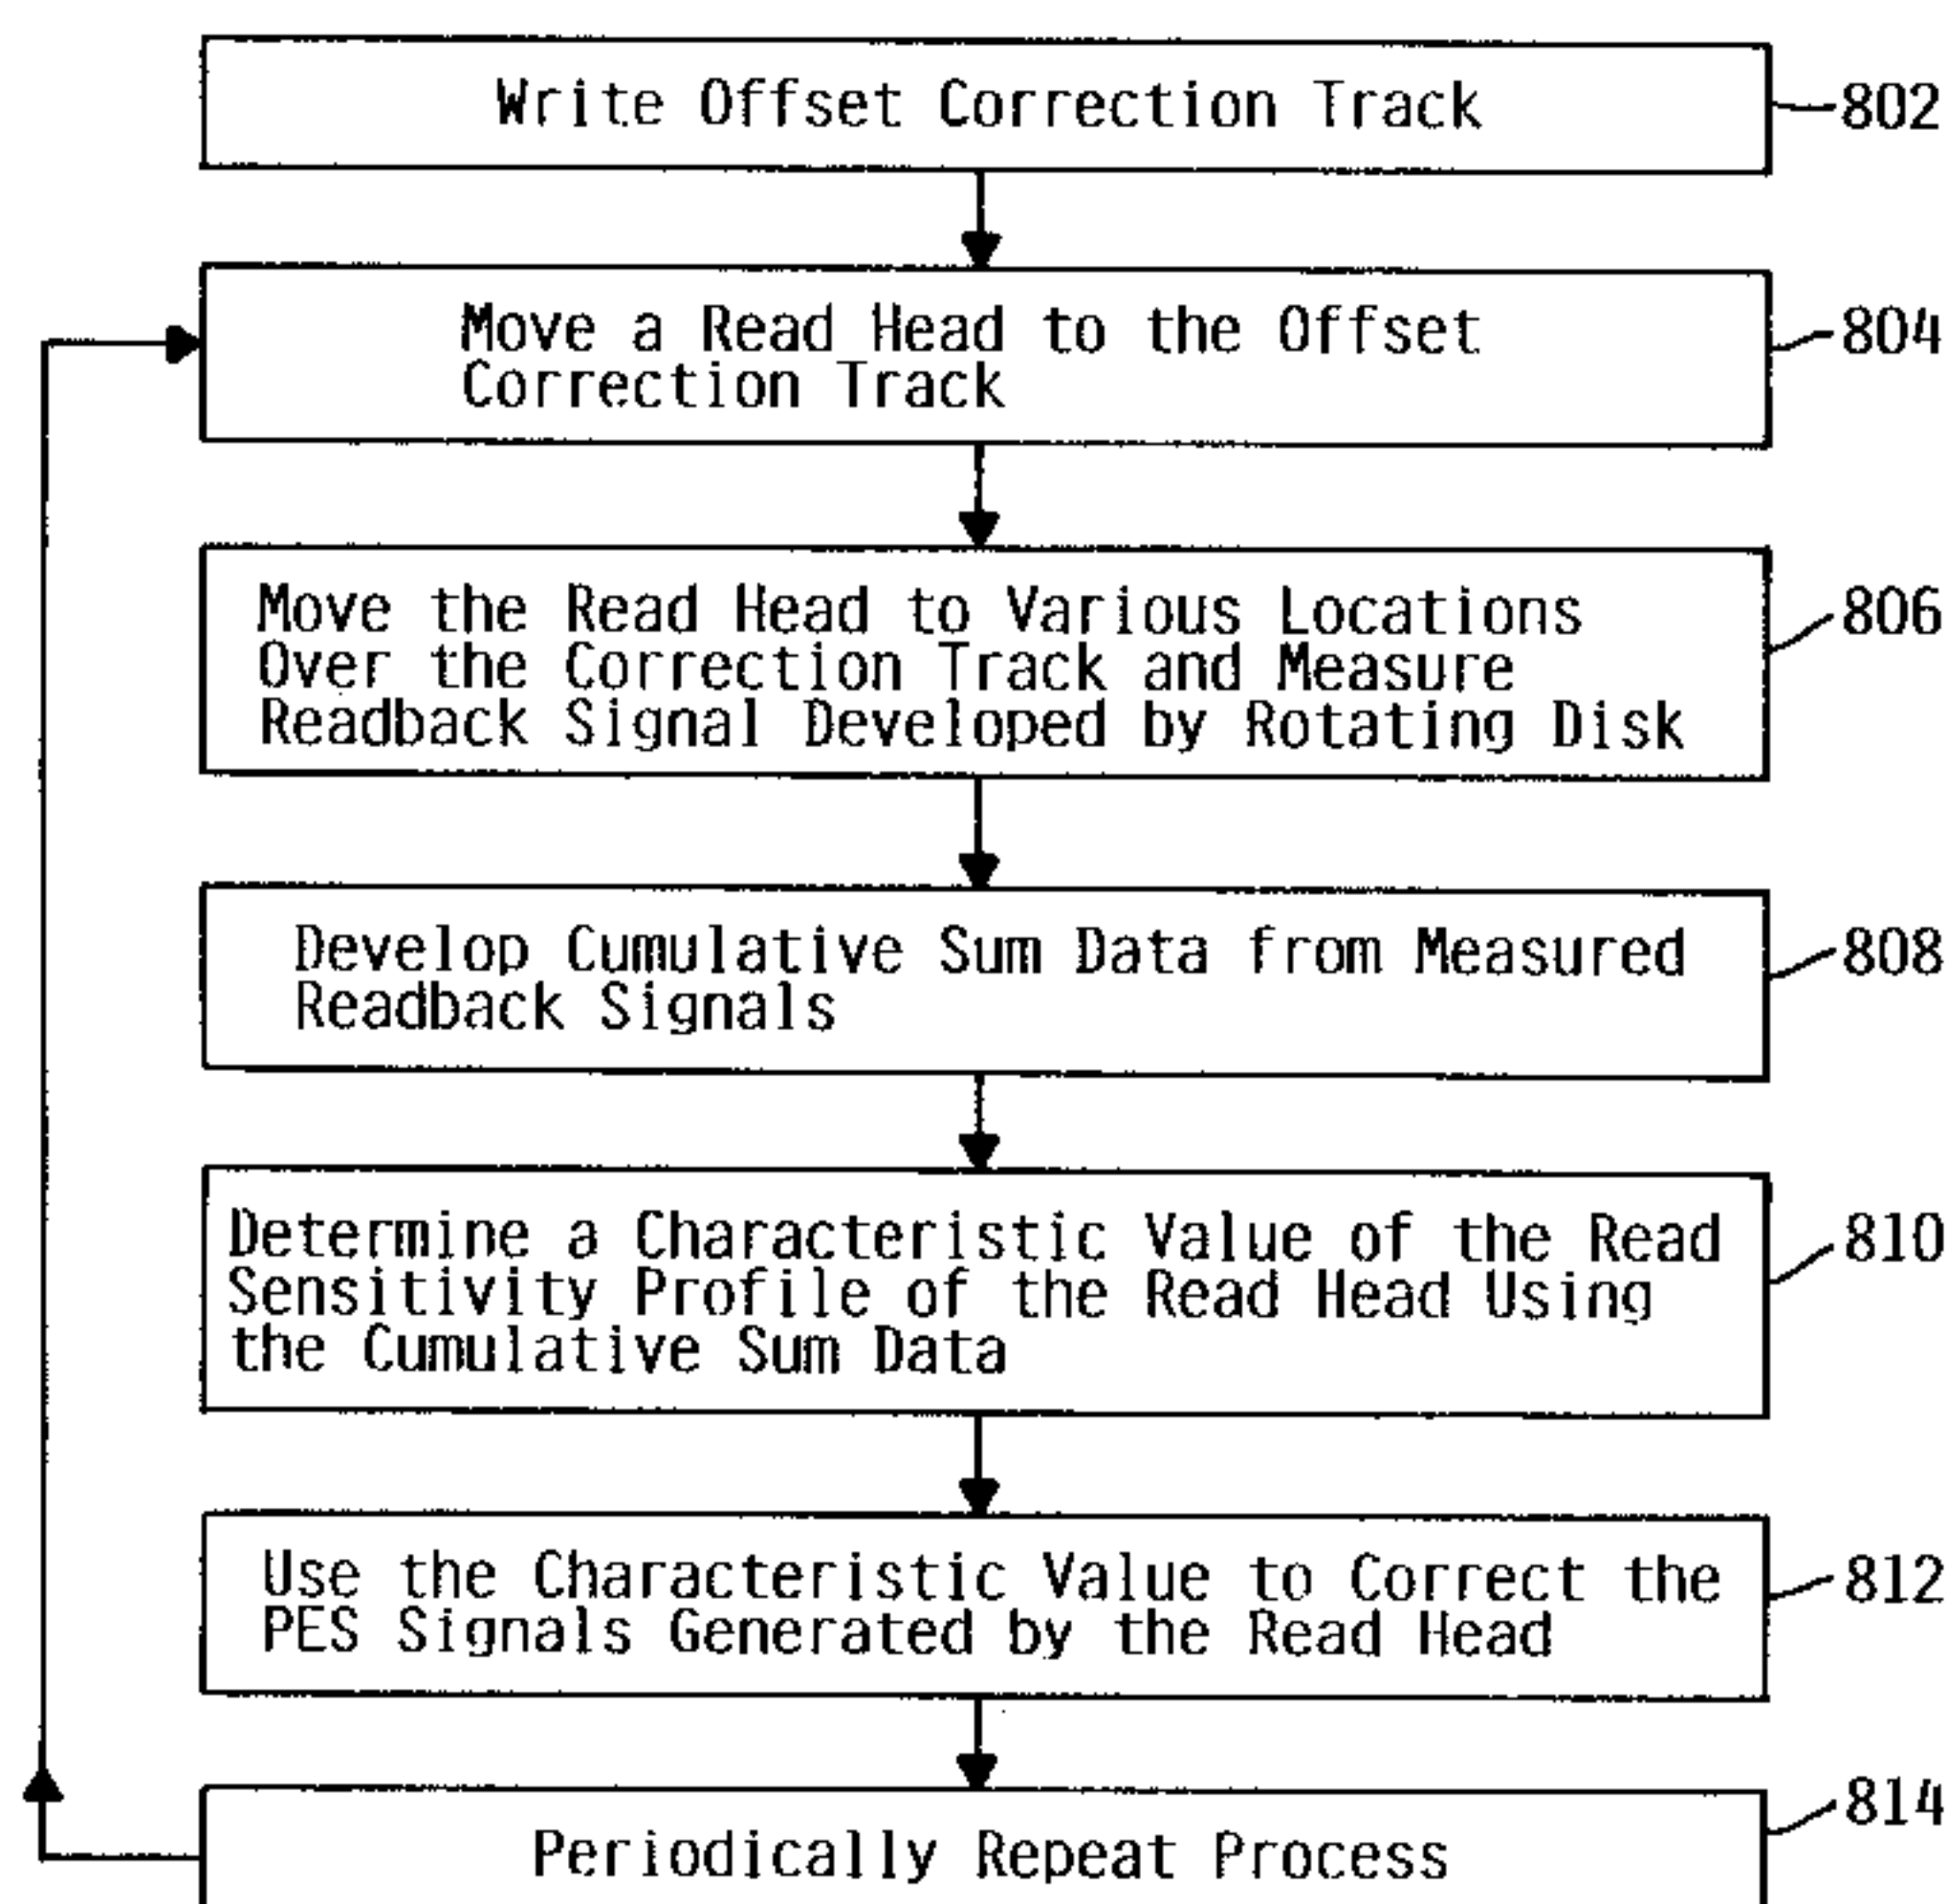 Write Offset Correction Track
802
Move a Read Head to the Offset
Correction Track
804
Move the Read Head to Various Locations
Over the Correction Track and Measure
Readback Signal Developed by Rotating Disk
806
Develop Cumulative Sum Data from Measured
Readback Signals
808
Determine a Characteristic Value of the Read
Sensitivity Profile of the Read Head Using
the Cumulative Sum Data
810
Use the Characteristic Value to Correct the
PES Signals Generated by the Read Head
812
Periodically Repeat Process
814